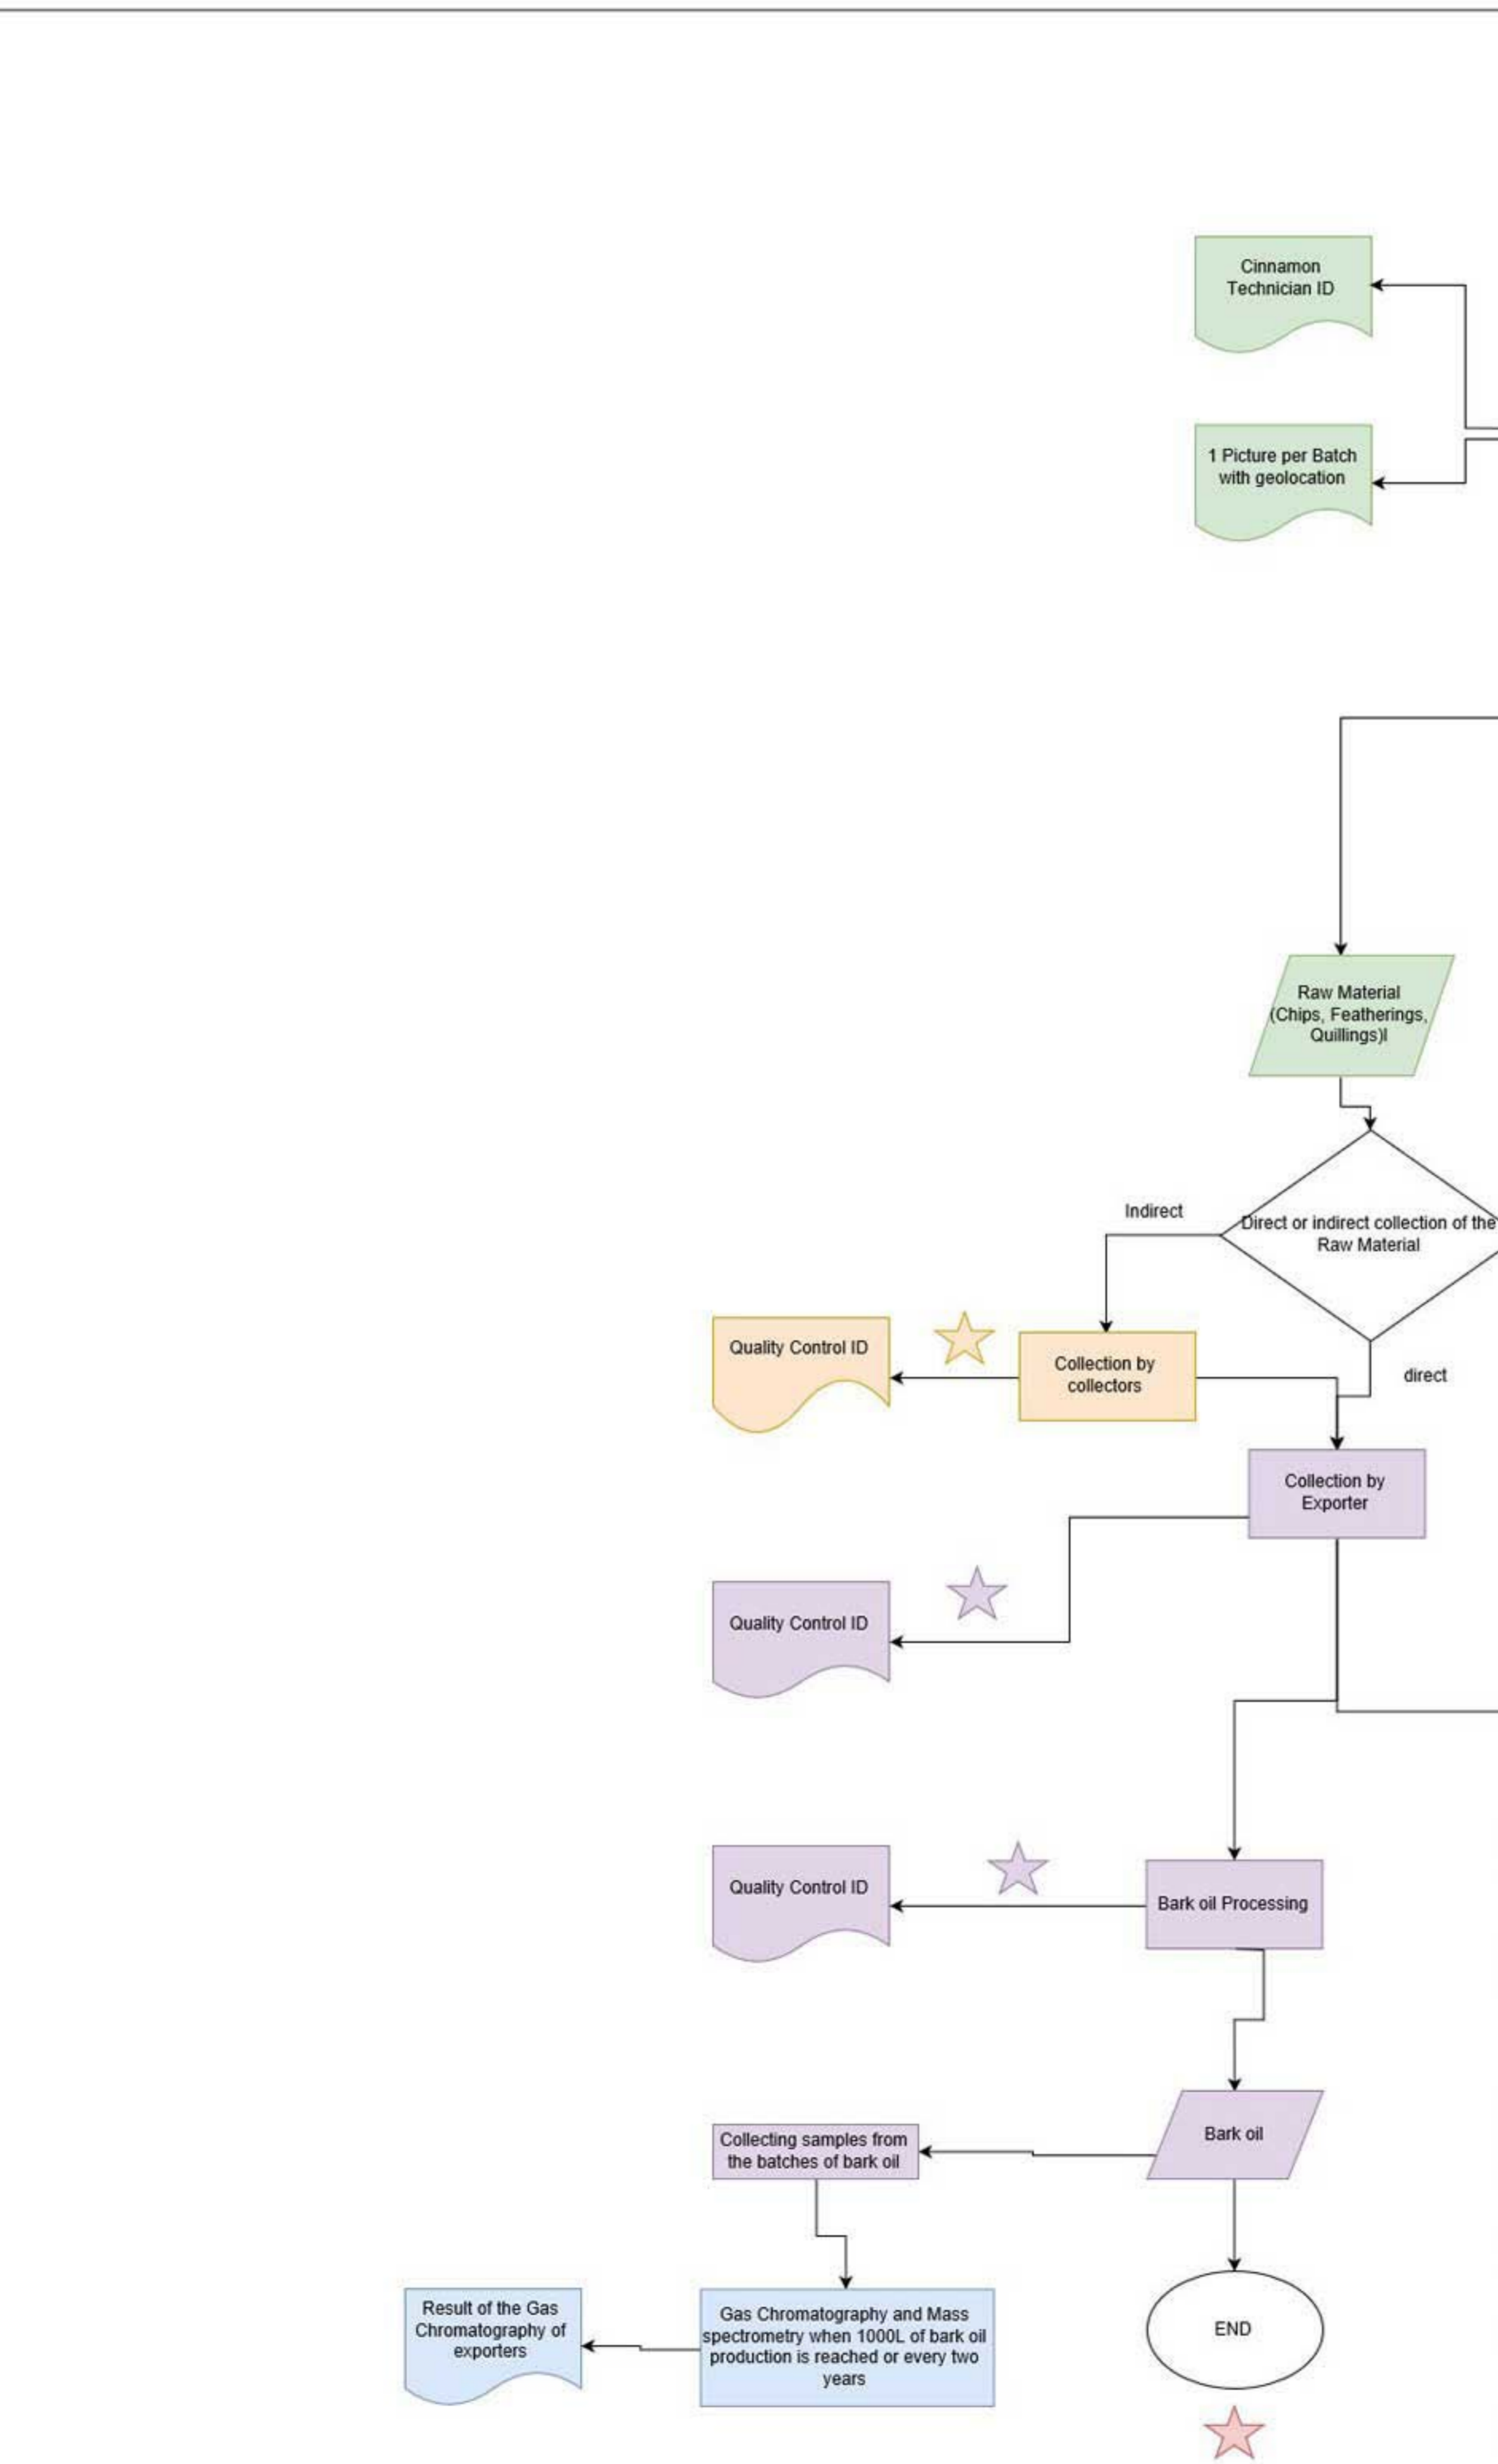 Cinnamon
Technician ID
1 Picture per Batch
with geolocation
Raw Material
(Chips, Featherings,
Quillings)l
Indirect
Direct or indirect collection of the
Raw Material
Quality Control ID
Collection by
collectors
direct
Collection by
Exporter
Quality Control ID
Quality Control ID
Bark oil Processing
Collecting samples from
the batches of bark oil
Bark oil
Result of the Gas
Chromatography of
exporters
Gas Chromatography and Mass
spectrometry when 1000L of bark oil
production is reached or every two
years
END